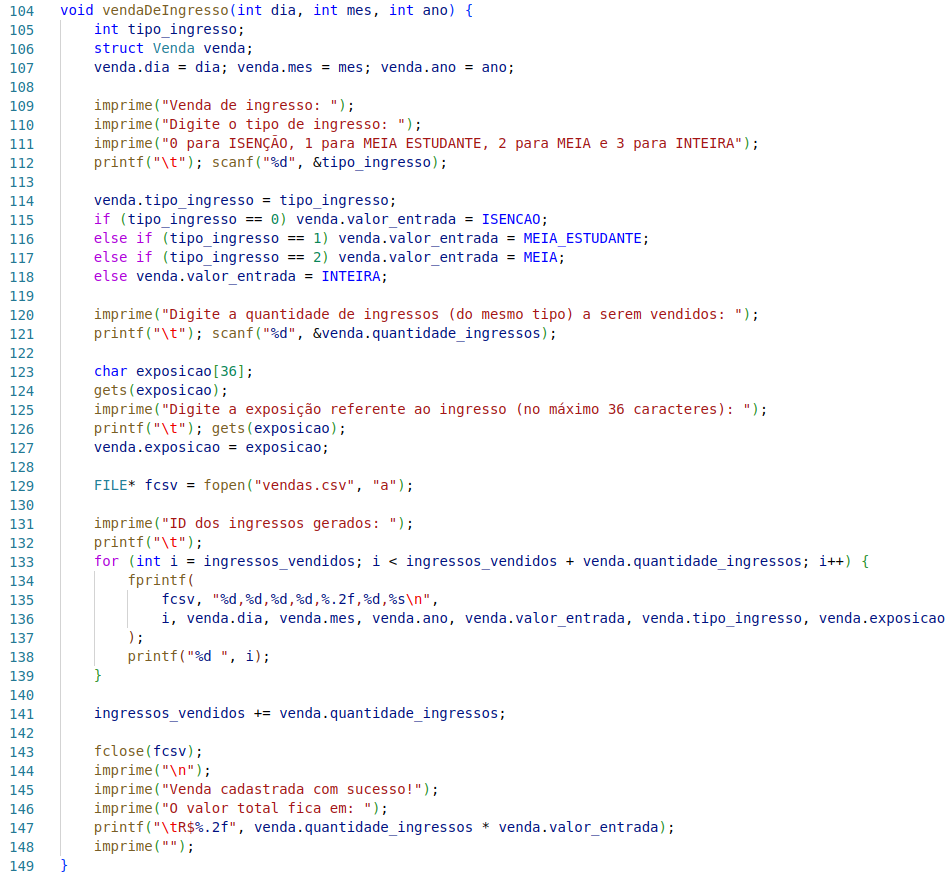 104 void vendaDeIngresso(int dia, int mes, int ano) {
105     int tipo_ingresso;
106     struct Venda venda;
107     venda.dia = dia; venda.mes = mes; venda.ano = ano;
108
109     imprime("Venda de ingresso: ");
110     imprime("Digite o tipo de ingresso: ");
111     imprime("0 para ISENÇÃO, 1 para MEIA ESTUDANTE, 2 para MEIA e 3 para INTEIRA");
112     printf("\t"); scanf("%d", &tipo_ingresso);
113
114     venda.tipo_ingresso = tipo_ingresso;
115     if (tipo_ingresso == 0) venda.valor_entrada = ISENCAO;
116     else if (tipo_ingresso == 1) venda.valor_entrada = MEIA_ESTUDANTE;
117     else if (tipo_ingresso == 2) venda.valor_entrada = MEIA;
118     else venda.valor_entrada = INTEIRA;
119
120     imprime("Digite a quantidade de ingressos (do mesmo tipo) a serem vendidos: ");
121     printf("\t"); scanf("%d", &venda.quantidade_ingressos);
122
123     char exposicao[36];
124     gets(exposicao);
125     imprime("Digite a exposição referente ao ingresso (no máximo 36 caracteres): ");
126     printf("\t"); gets(exposicao);
127     venda.exposicao = exposicao;
128
129     FILE* fcsv = fopen("vendas.csv", "a");
130
131     imprime("ID dos ingressos gerados: ");
132     printf("\t");
133     for (int i = ingressos_vendidos; i < ingressos_vendidos + venda.quantidade_ingressos; i++) {
134         fprintf(
135             fcsv, "%d,%d,%d,%d,%.2f,%d,%s\n",
136             i, venda.dia, venda.mes, venda.ano, venda.valor_entrada, venda.tipo_ingresso, venda.exposicao
137         );
138         printf("%d ", i);
139     }
140
141     ingressos_vendidos += venda.quantidade_ingressos;
142
143     fclose(fcsv);
144     imprime("\n");
145     imprime("Venda cadastrada com sucesso!");
146     imprime("O valor total fica em: ");
147     printf("\tR$%.2f", venda.quantidade_ingressos * venda.valor_entrada);
148     imprime("");
149 }